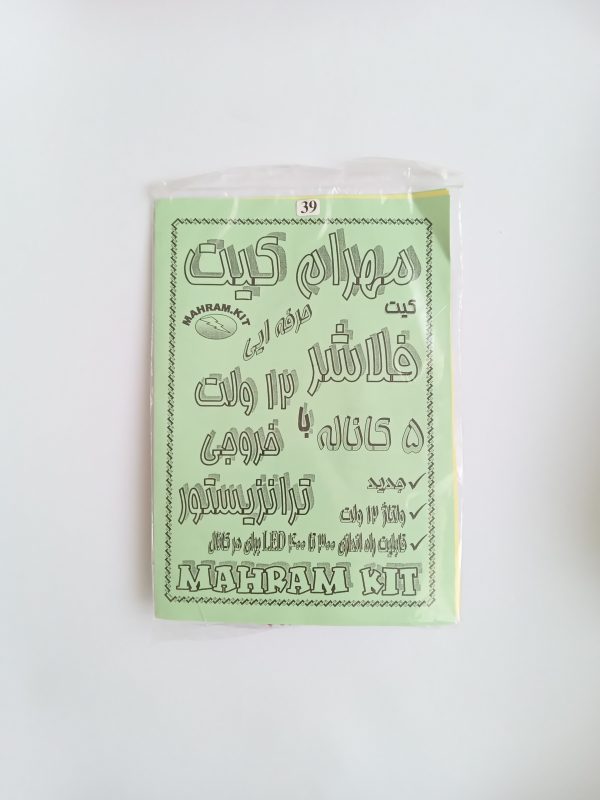 39
مهرام کیت
MAHRAM.KIT
کیت
حرفه ایی
فلاشر
۱۲ ولت
۵ کاناله با خروجی
ترانزیستور
✓ جدید
✓ ولتاژ ۱۲ ولت
✓ قابلیت راه اندازی ۳۰۰ تا ۴۰۰ LED برای هر کانال
MAHRAM KIT